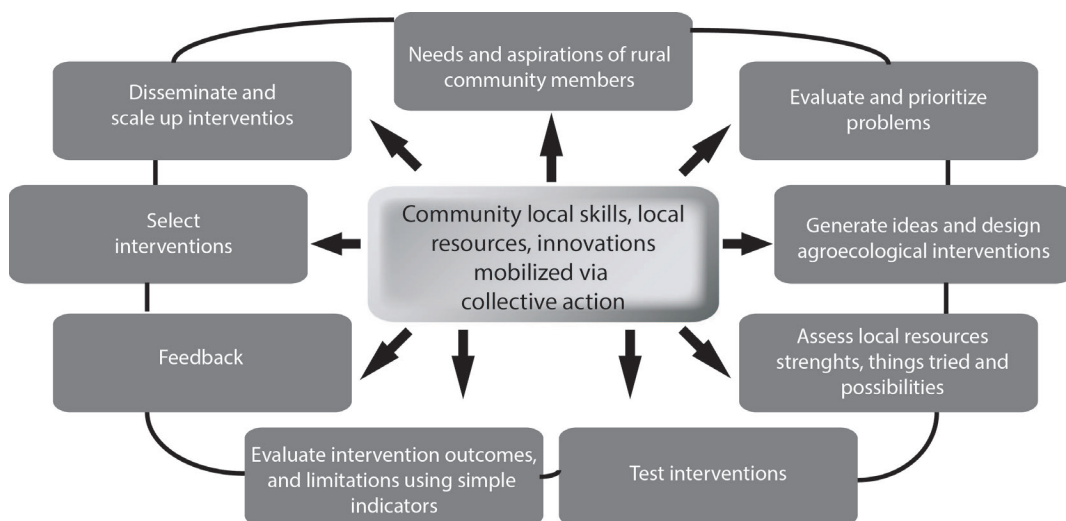 Needs and aspirations of rural
community members
Disseminate and
scale up interventios
Evaluate and prioritize
problems
Select
interventions
Community local skills, local
resources, innovations
mobilized via
collective action
Generate ideas and design
agroecological interventions
Feedback
Assess local resources
strenghts, things tried and
possibilities
Evaluate intervention outcomes,
and limitations using simple
indicators
Test interventions